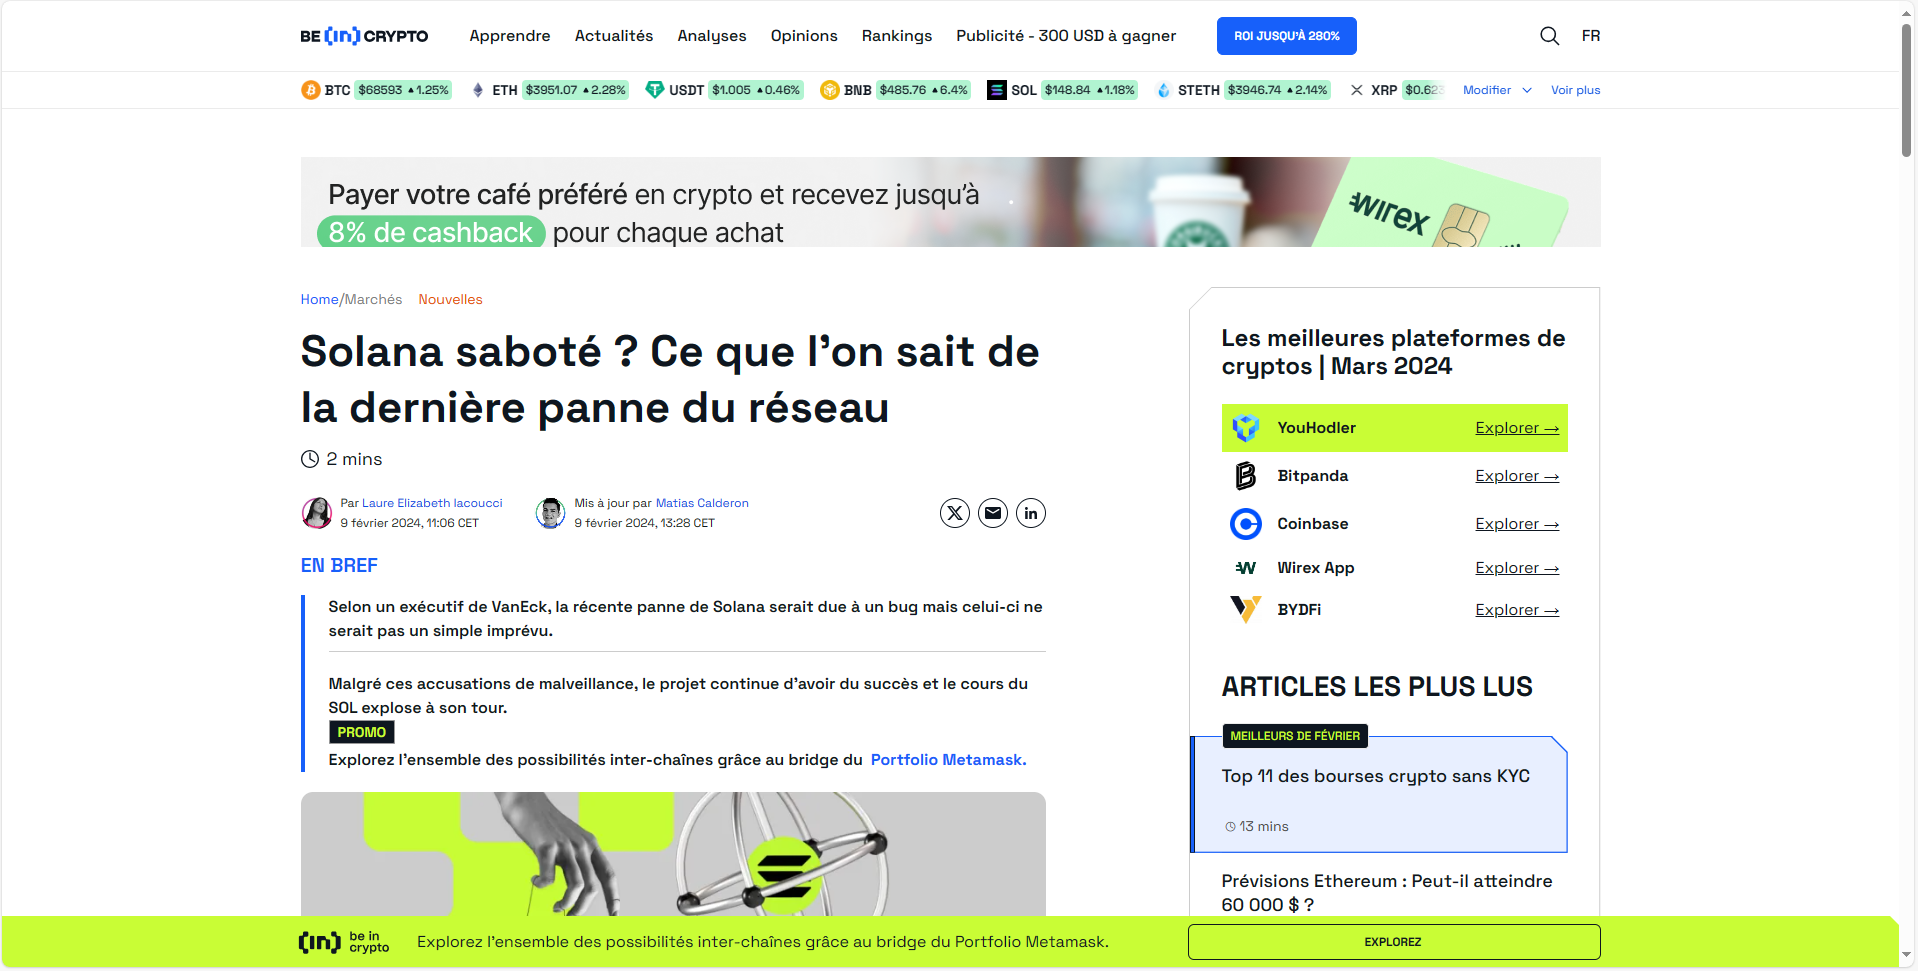 BE[in]CRYPTO
Apprendre
Actualités
Analyses
Opinions
Rankings
Publicité - 300 USD à gagner
ROI JUSQU'À 280%
FR
BTC $68593 ▲1.25%
ETH $3951.07 ▲2.28%
USDT $1.005 ▲0.46%
BNB $485.76 ▲6.4%
SOL $148.84 ▲1.18%
STETH $3946.74 ▲2.14%
XRP $0.623
Modifier
Voir plus
Payer votre café préféré en crypto et recevez jusqu'à
8% de cashback pour chaque achat
wirex
Home/Marchés Nouvelles
Solana saboté ? Ce que l'on sait de
la dernière panne du réseau
2 mins
Par Laure Elizabeth Iacoucci
9 février 2024, 11:06 CET
Mis à jour par Matias Calderon
9 février 2024, 13:28 CET
EN BREF
Selon un exécutif de VanEck, la récente panne de Solana serait due à un bug mais celui-ci ne
serait pas un simple imprévu.
Malgré ces accusations de malveillance, le projet continue d'avoir du succès et le cours du
SOL explose à son tour.
PROMO
Explorez l'ensemble des possibilités inter-chaînes grâce au bridge du Portfolio Metamask.
Les meilleures plateformes de
cryptos | Mars 2024
YouHodler Explorer →
Bitpanda Explorer →
Coinbase Explorer →
Wirex App Explorer →
BYDFi Explorer →
ARTICLES LES PLUS LUS
MEILLEURS DE FÉVRIER
Top 11 des bourses crypto sans KYC
13 mins
Prévisions Ethereum : Peut-il atteindre
60 000 $ ?
[in] be in
crypto
Explorez l'ensemble des possibilités inter-chaînes grâce au bridge du Portfolio Metamask.
EXPLOREZ